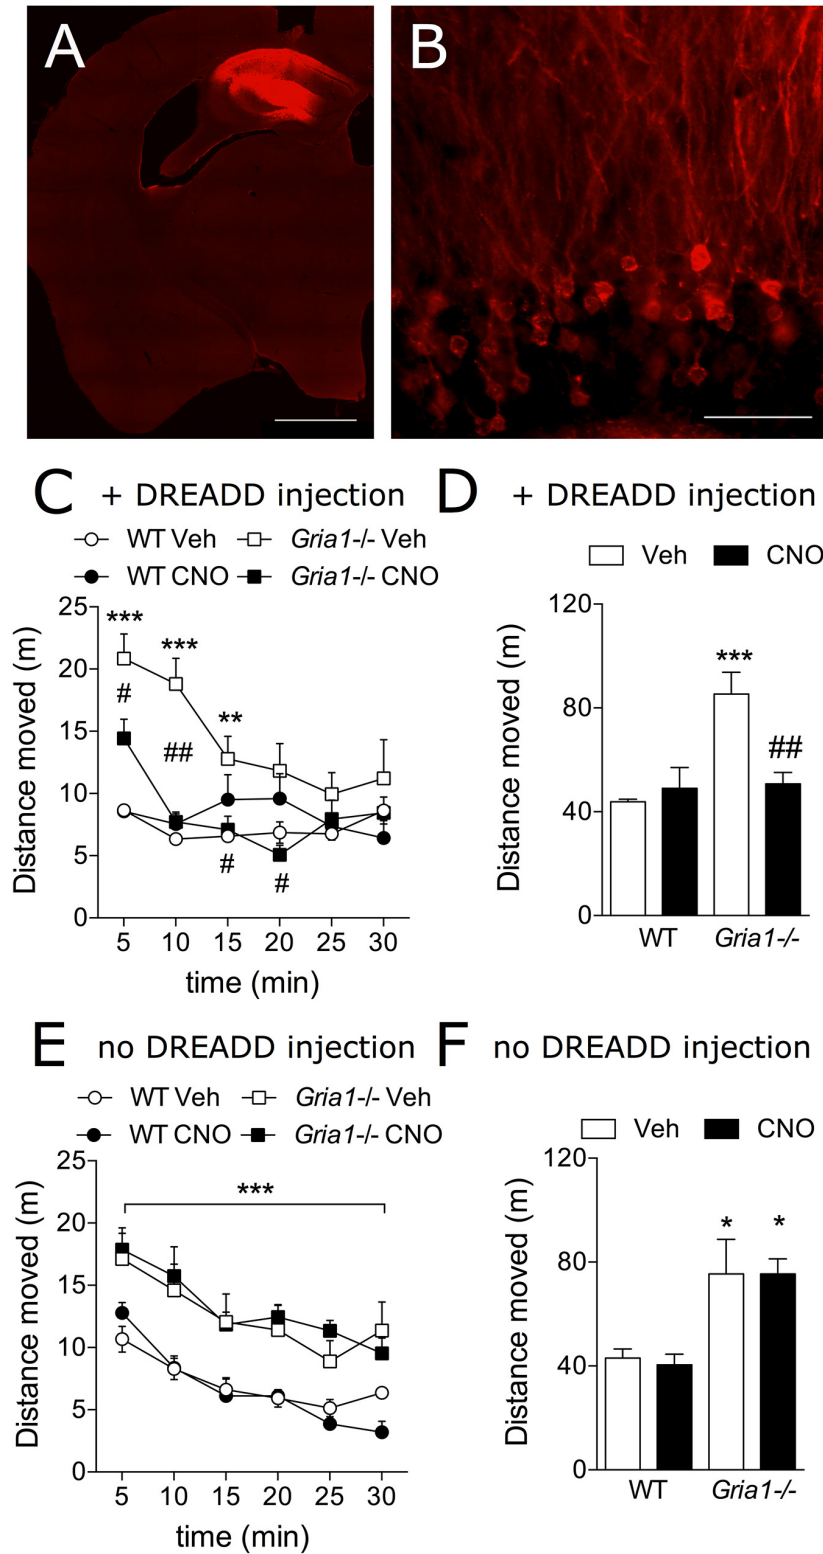 A
B
C + DREADD injection
WT Veh Gria1-/- Veh
WT CNO Gria1-/- CNO
Distance moved (m)
25
20
15
10
5
0
***
***
**
#
##
#
#
5 10 15 20 25 30
time (min)
D + DREADD injection
Veh CNO
Distance moved (m)
120
80
40
0
***
##
WT Gria1-/-
E no DREADD injection
WT Veh Gria1-/- Veh
WT CNO Gria1-/- CNO
Distance moved (m)
25
20
15
10
5
0
***
5 10 15 20 25 30
time (min)
F no DREADD injection
Veh CNO
Distance moved (m)
120
80
40
0
* *
WT Gria1-/-